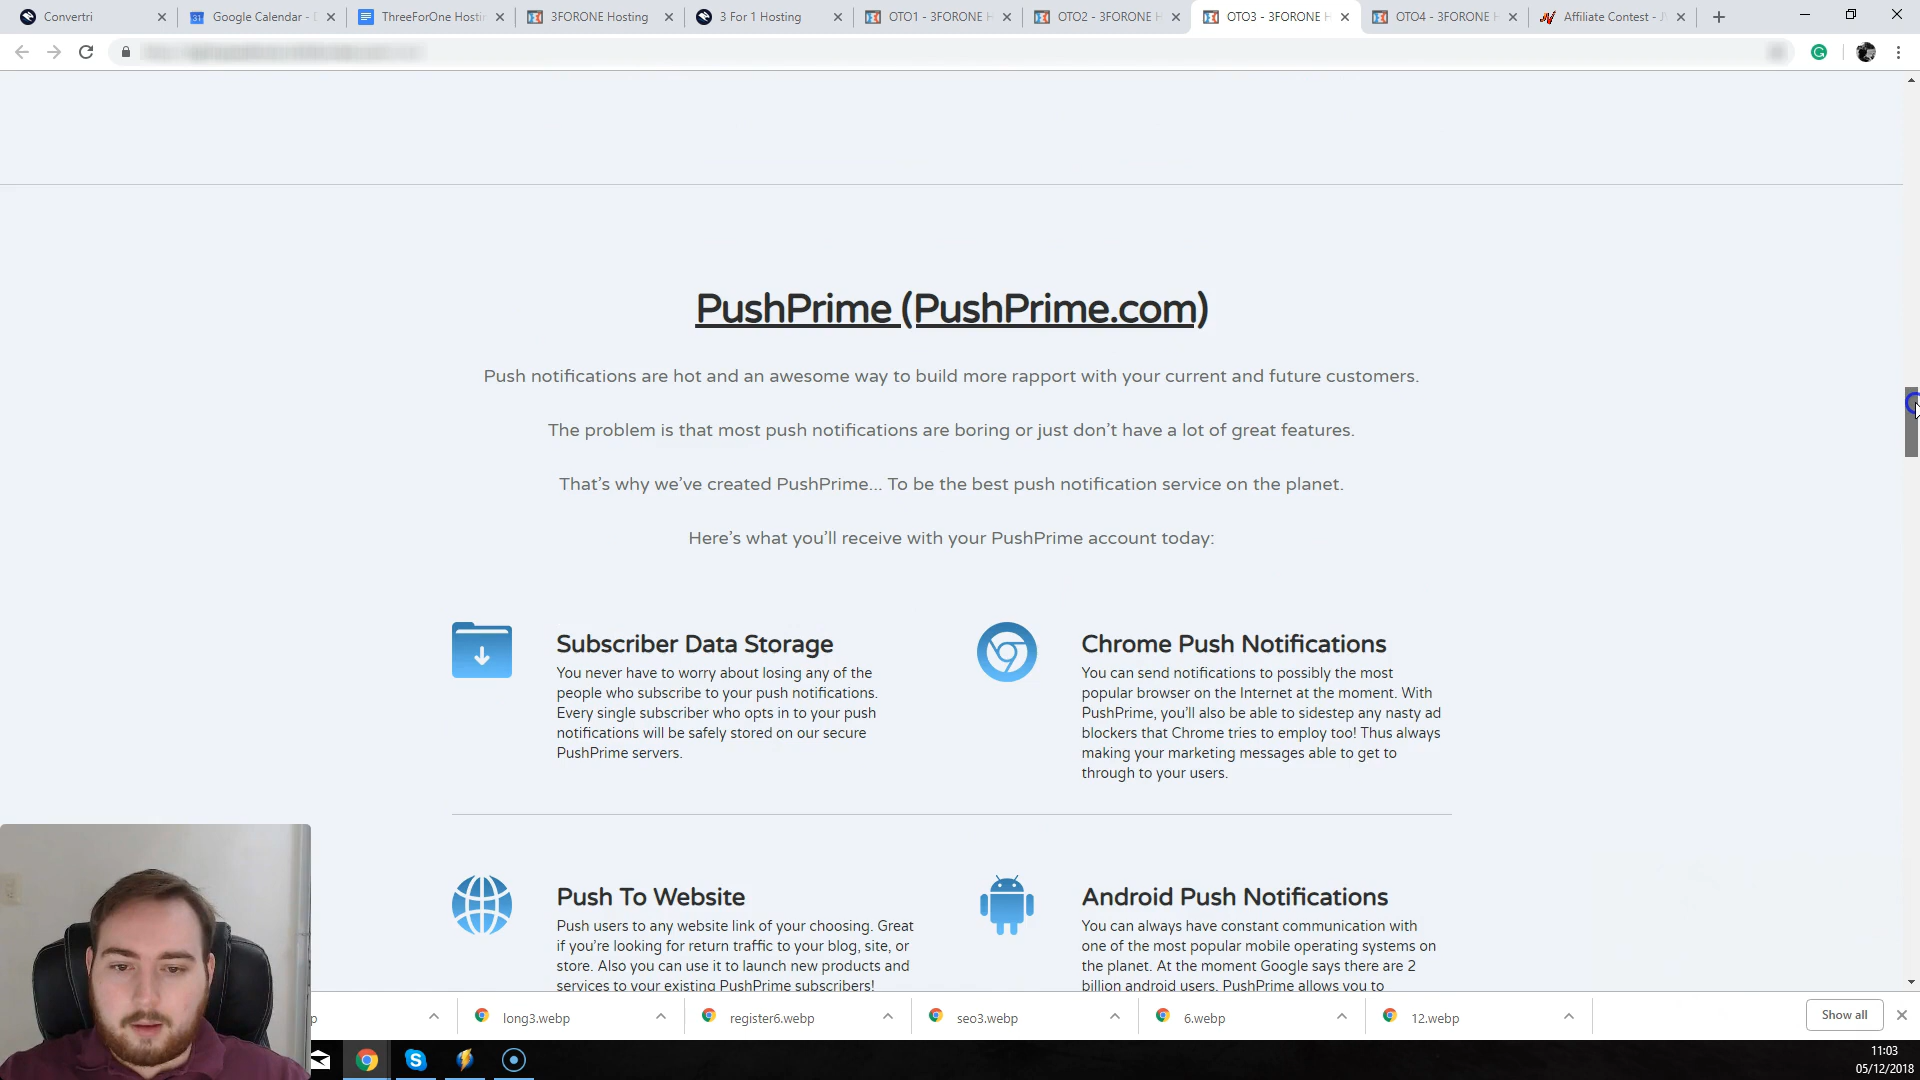 Convertri
Google Calendar -
ThreeForOne Hosti
3FORONE Hosting
3 For 1 Hosting
OTO1 - 3FORONE H
OTO2 - 3FORONE H
OTO3 - 3FORONE H
OTO4 - 3FORONE H
Affiliate Contest - J
PushPrime (PushPrime.com)
Push notifications are hot and an awesome way to build more rapport with your current and future customers.
The problem is that most push notifications are boring or just don't have a lot of great features.
That's why we've created PushPrime... To be the best push notification service on the planet.
Here's what you'll receive with your PushPrime account today:
Subscriber Data Storage
You never have to worry about losing any of the
people who subscribe to your push notifications.
Every single subscriber who opts in to your push
notifications will be safely stored on our secure
PushPrime servers.
Chrome Push Notifications
You can send notifications to possibly the most
popular browser on the Internet at the moment. With
PushPrime, you'll also be able to sidestep any nasty ad
blockers that Chrome tries to employ too! Thus always
making your marketing messages able to get to
through to your users.
Push To Website
Push users to any website link of your choosing. Great
if you're looking for return traffic to your blog, site, or
store. Also you can use it to launch new products and
services to your existing PushPrime subscribers!
Android Push Notifications
You can always have constant communication with
one of the most popular mobile operating systems on
the planet. At the moment Google says there are 2
billion android users. PushPrime allows you to
p
long3.webp
register6.webp
seo3.webp
6.webp
12.webp
Show all
11:03
05/12/2018